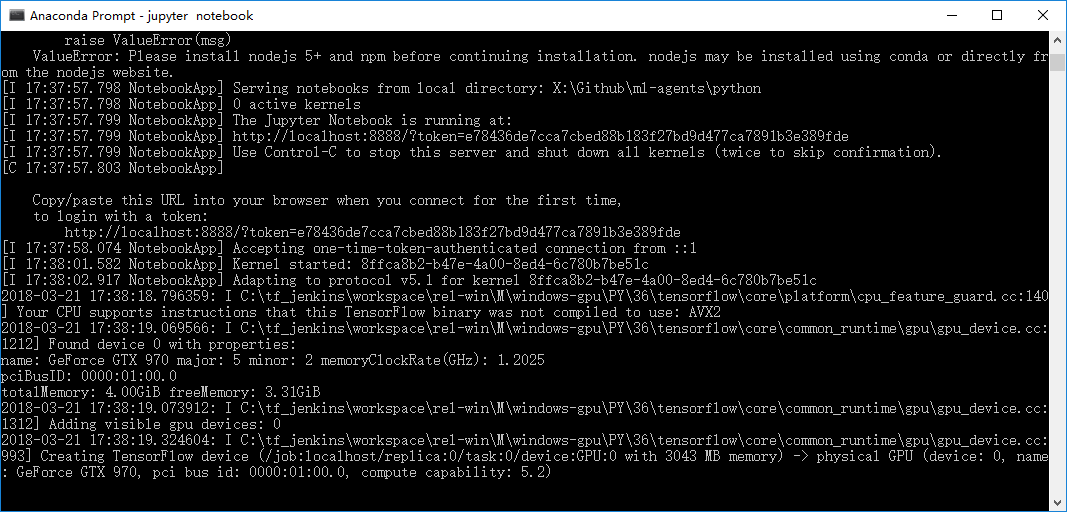 Anaconda Prompt - jupyter notebook
raise ValueError(msg)
ValueError: Please install nodejs 5+ and npm before continuing installation. nodejs may be installed using conda or directly fr
om the nodejs website.
[I 17:37:57.798 NotebookApp] Serving notebooks from local directory: X:\Github\ml-agents\python
[I 17:37:57.798 NotebookApp] 0 active kernels
[I 17:37:57.799 NotebookApp] The Jupyter Notebook is running at:
[I 17:37:57.799 NotebookApp] http://localhost:8888/?token=e78436de7cca7cbed88b183f27bd9d477ca7891b3e389fde
[I 17:37:57.799 NotebookApp] Use Control-C to stop this server and shut down all kernels (twice to skip confirmation).
[C 17:37:57.803 NotebookApp]
Copy/paste this URL into your browser when you connect for the first time,
to login with a token:
http://localhost:8888/?token=e78436de7cca7cbed88b183f27bd9d477ca7891b3e389fde
[I 17:37:58.074 NotebookApp] Accepting one-time-token-authenticated connection from ::1
[I 17:38:01.582 NotebookApp] Kernel started: 8ffca8b2-b47e-4a00-8ed4-6c780b7be51c
[I 17:38:02.917 NotebookApp] Adapting to protocol v5.1 for kernel 8ffca8b2-b47e-4a00-8ed4-6c780b7be51c
2018-03-21 17:38:18.796359: I C:\tf_jenkins\workspace\rel-win\M\windows-gpu\PY\36\tensorflow\core\platform\cpu_feature_guard.cc:140
] Your CPU supports instructions that this TensorFlow binary was not compiled to use: AVX2
2018-03-21 17:38:19.069566: I C:\tf_jenkins\workspace\rel-win\M\windows-gpu\PY\36\tensorflow\core\common_runtime\gpu\gpu_device.cc:
1212] Found device 0 with properties:
name: GeForce GTX 970 major: 5 minor: 2 memoryClockRate(GHz): 1.2025
pciBusID: 0000:01:00.0
totalMemory: 4.00GiB freeMemory: 3.31GiB
2018-03-21 17:38:19.073912: I C:\tf_jenkins\workspace\rel-win\M\windows-gpu\PY\36\tensorflow\core\common_runtime\gpu\gpu_device.cc:
1312] Adding visible gpu devices: 0
2018-03-21 17:38:19.324604: I C:\tf_jenkins\workspace\rel-win\M\windows-gpu\PY\36\tensorflow\core\common_runtime\gpu\gpu_device.cc:
993] Creating TensorFlow device (/job:localhost/replica:0/task:0/device:GPU:0 with 3043 MB memory) -> physical GPU (device: 0, name
: GeForce GTX 970, pci bus id: 0000:01:00.0, compute capability: 5.2)